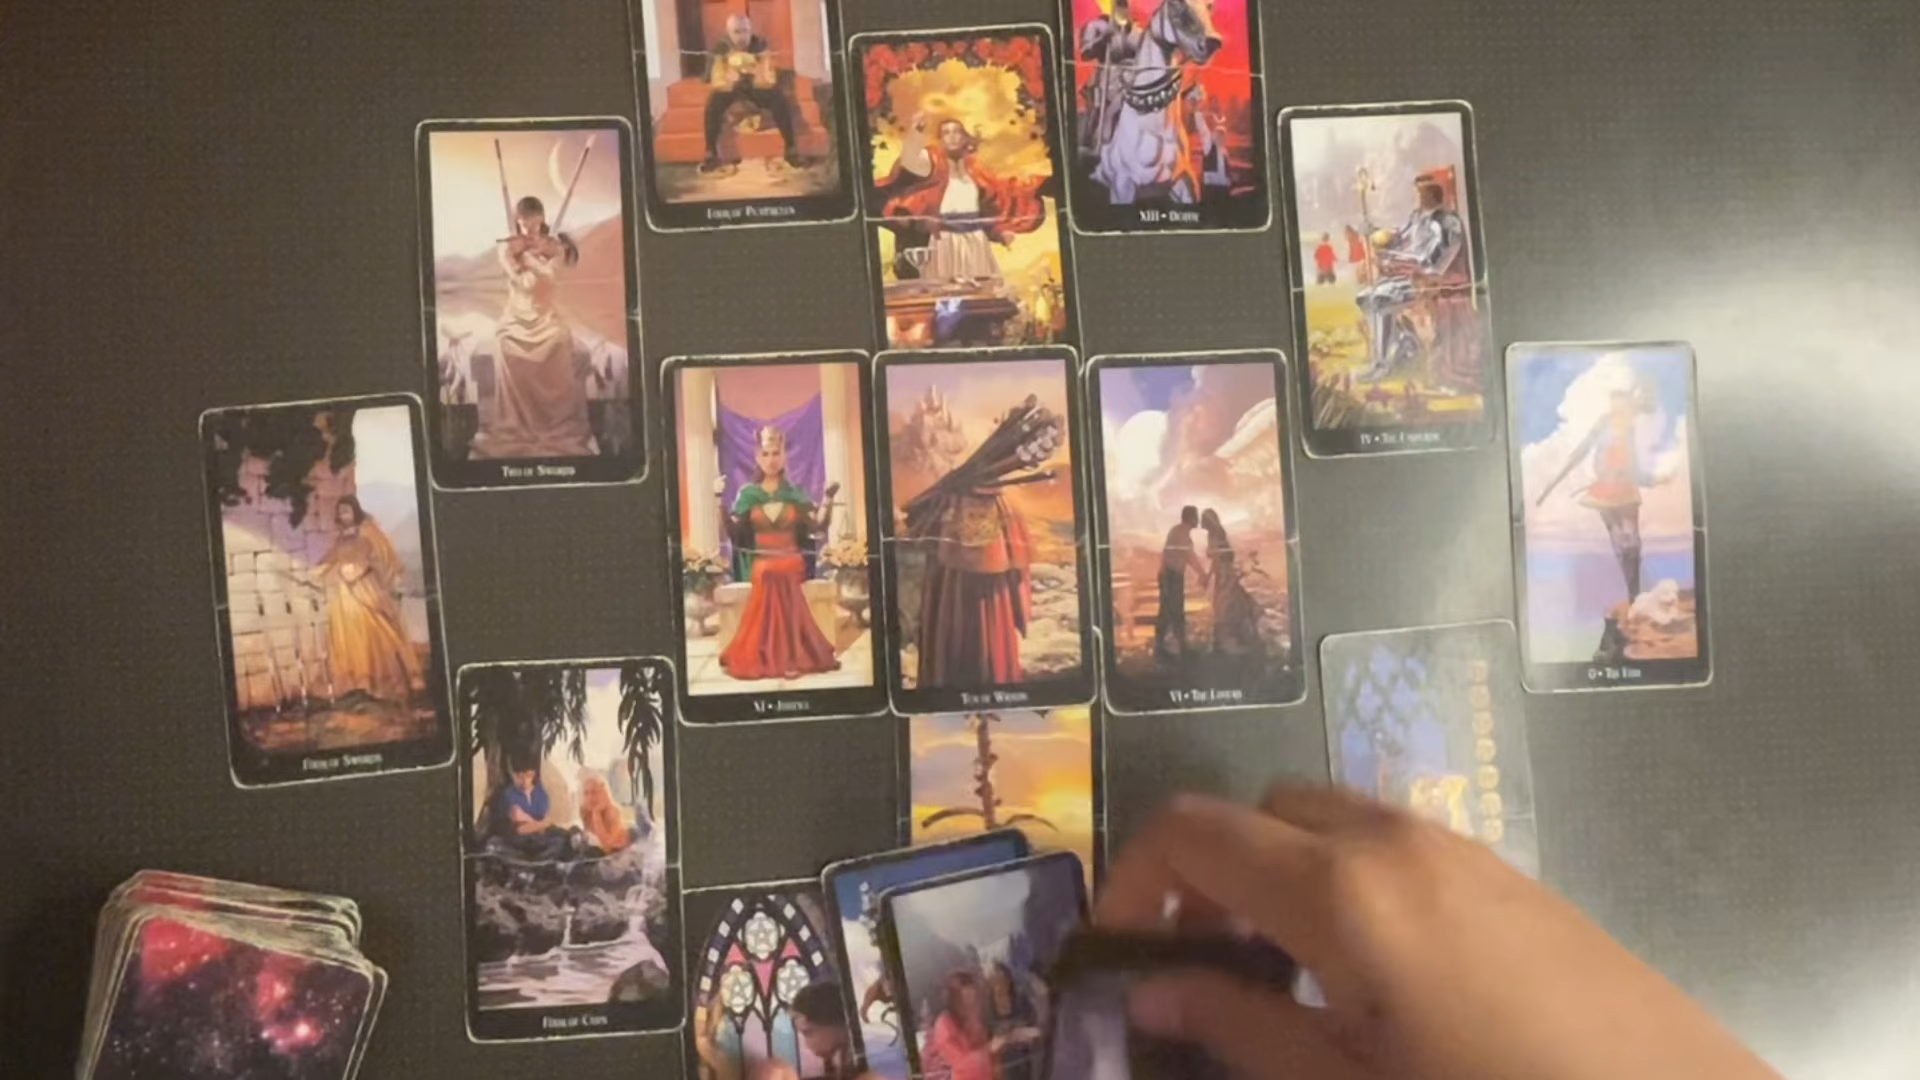 FOUR OF PENTACLES
XIII • DEATH
TWO OF SWORDS
IV • THE EMPEROR
FOUR OF SWORDS
XI • JUSTICE
TEN OF WANDS
VI • THE LOVERS
0 • THE FOOL
FOUR OF CUPS